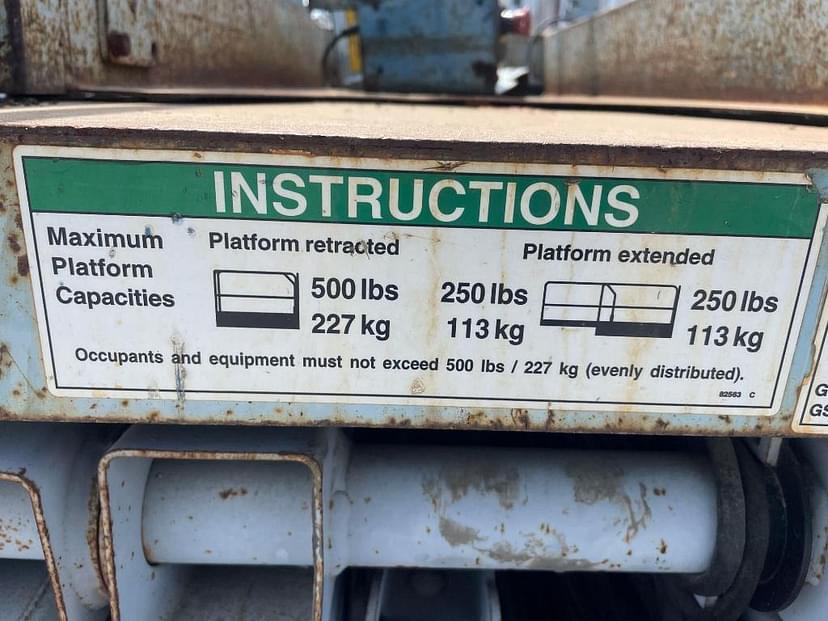 INSTRUCTIONS
Maximum Platform retracted Platform extended
Platform
Capacities 500 lbs 250 lbs 250 lbs
227 kg 113 kg 113 kg
Occupants and equipment must not exceed 500 lbs / 227 kg (evenly distributed).
82563 C
G
GS